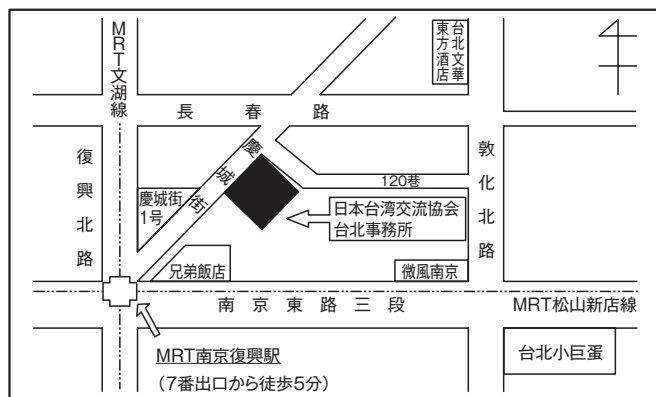 MRT文湖線
台北文華
東方酒店
長春路
復興北路
慶城街
120巷
敦化北路
慶城街
1号
日本台湾交流協会
台北事務所
兄弟飯店
微風南京
南京東路三段
MRT松山新店線
MRT南京復興駅
(7番出口から徒歩5分)
台北小巨蛋